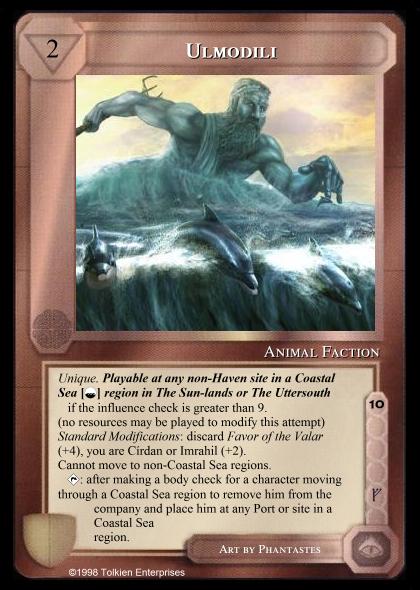 2
ULMODILI
ANIMAL FACTION
Unique. Playable at any non-Haven site in a Coastal
Sea [] region in The Sun-lands or The Uttersouth
if the influence check is greater than 9.
(no resources may be played to modify this attempt)
Standard Modifications: discard Favor of the Valar
(+4), you are Círdan or Imrahil (+2).
Cannot move to non-Coastal Sea regions.
: after making a body check for a character moving
through a Coastal Sea region to remove him from the
company and place him at any Port or site in a
Coastal Sea
region.
10
ᚡ
ART BY PHANTASTES
©1998 Tolkien Enterprises